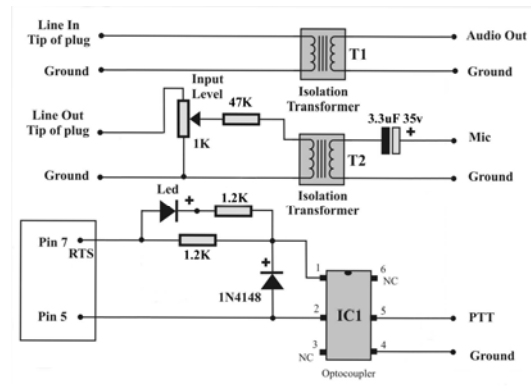 Line In
Tip of plug
Audio Out
T1
Ground
Ground
Isolation
Transformer
Input
Level
47K
3.3uF 35v
+
Line Out
Tip of plug
1K
Mic
T2
Ground
Ground
Isolation
Transformer
Led
+
1.2K
Pin 7
RTS
1.2K
+
1N4148
1
6
NC
Pin 5
2
IC1
5
PTT
3
NC
4
Ground
Optocoupler